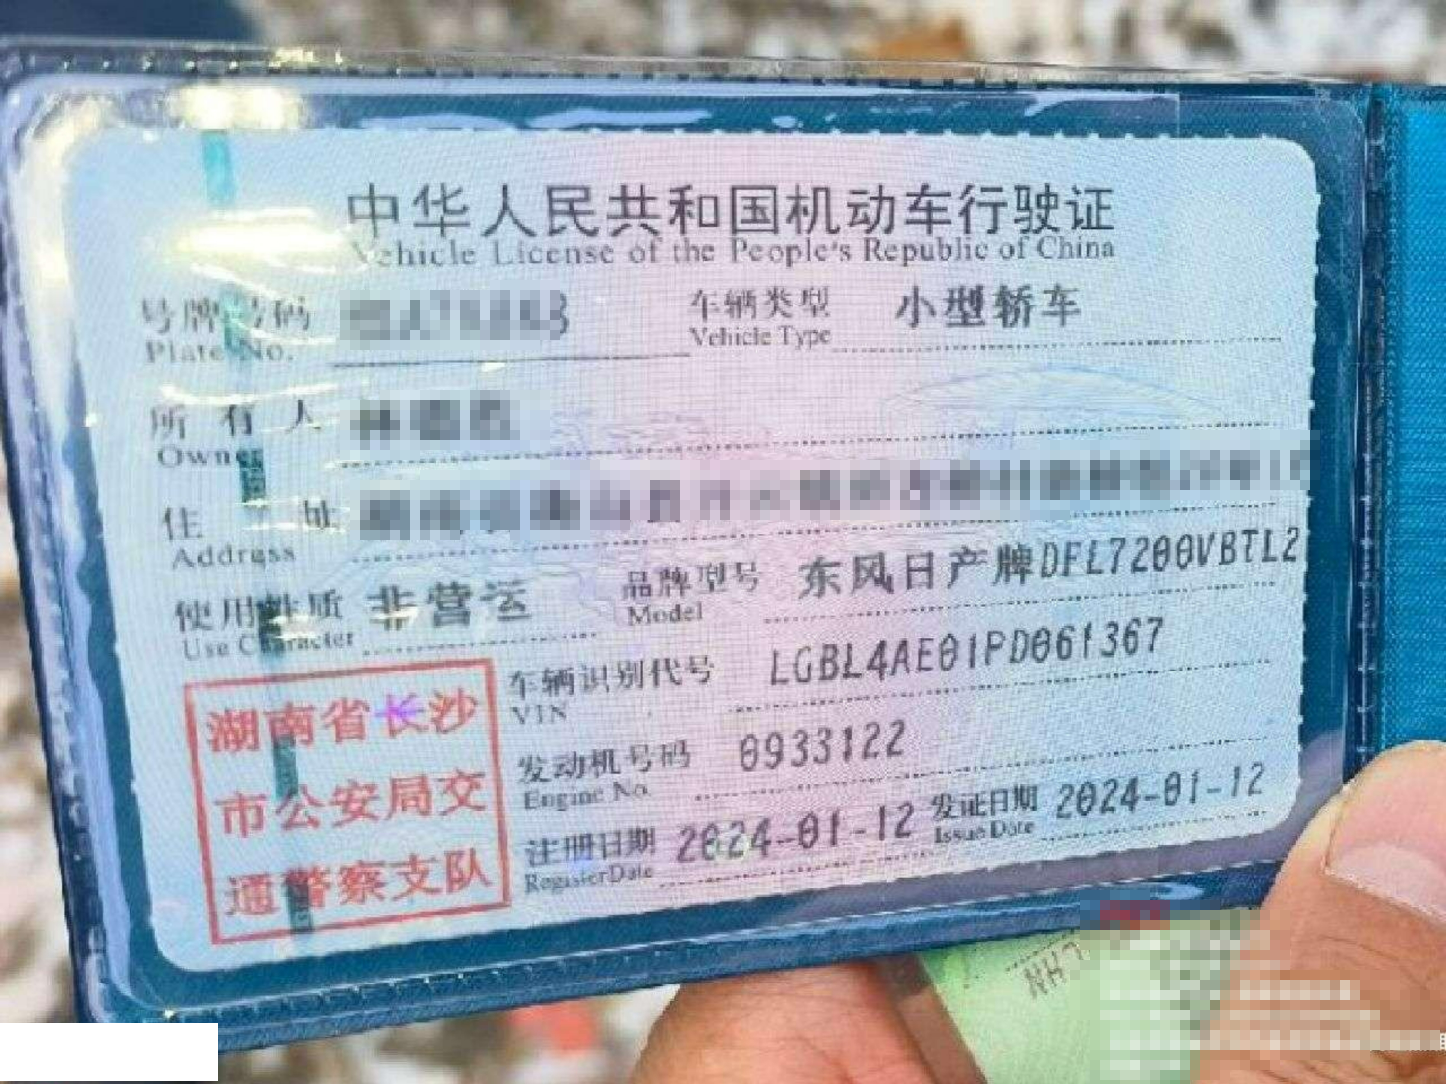 中华人民共和国机动车行驶证
Vehicle License of the People's Republic of China
号牌号码 车辆类型 小型轿车
Plate No. Vehicle Type
所有人
Owner
住址
Address
使用性质 非营运 品牌型号 东风日产牌DFL7200VBTL2
Use Character Model
车辆识别代号 LGBL4AE01PD061367
VIN
发动机号码 0933122
Engine No.
注册日期 2024-01-12 发证日期 2024-01-12
Register Date Issue Date
湖南省长沙
市公安局交
通警察支队